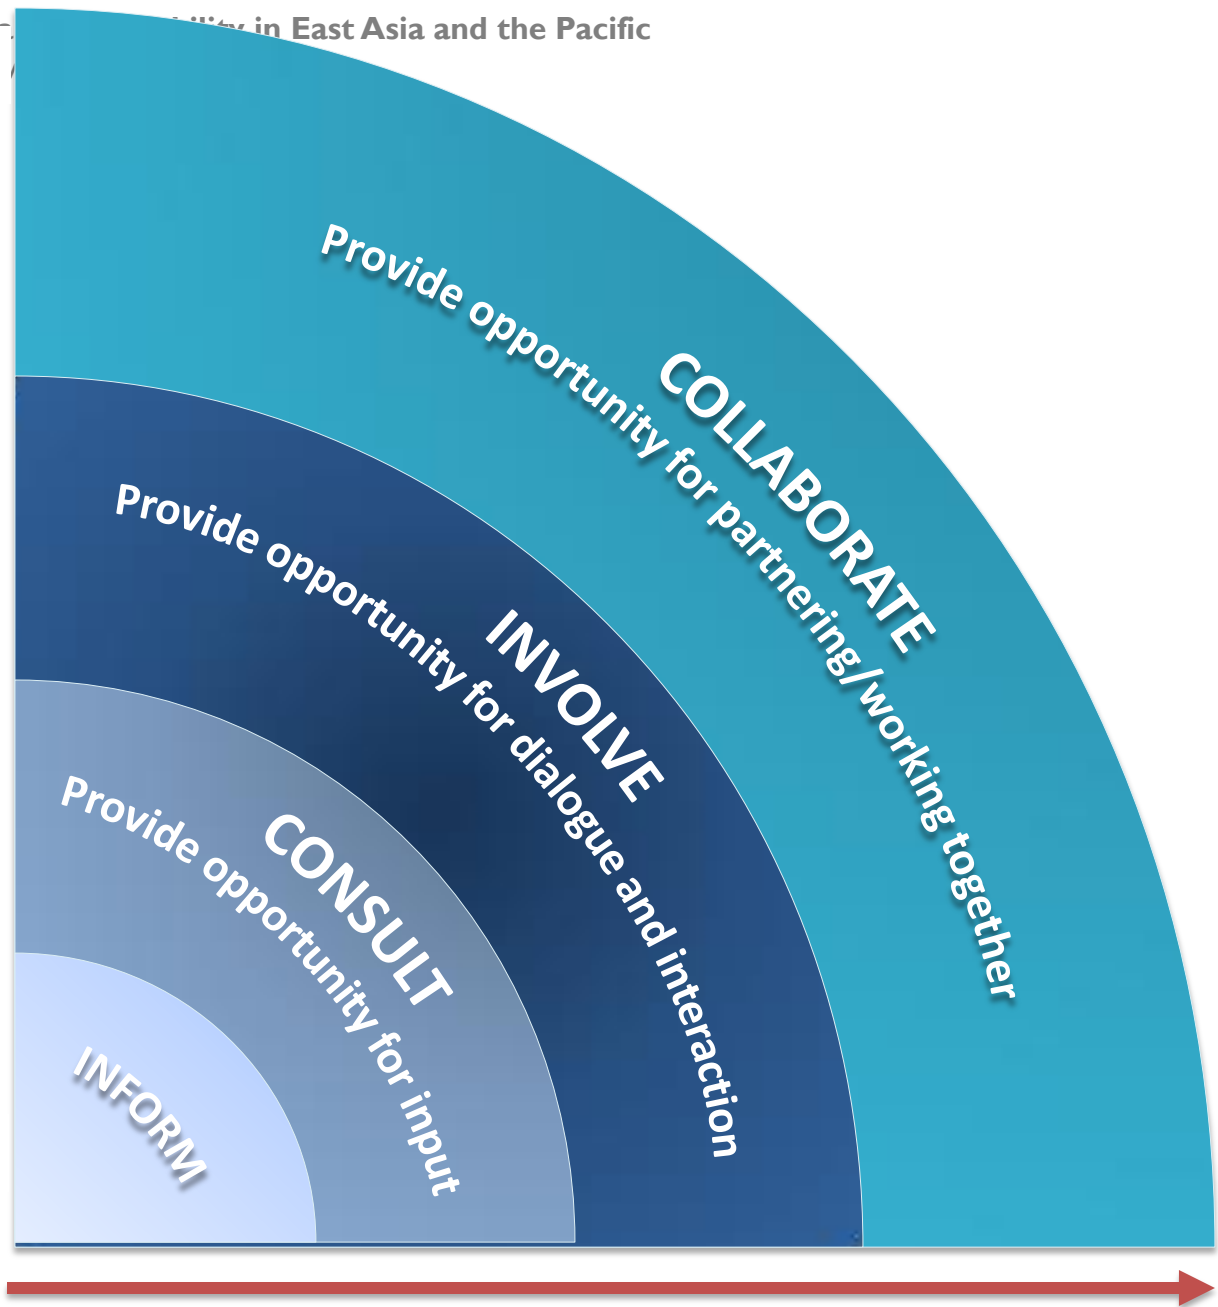 in East Asia and the Pacific
COLLABORATE
Provide opportunity for partnering/working together
INVOLVE
Provide opportunity for dialogue and interaction
CONSULT
Provide opportunity for input
INFORM